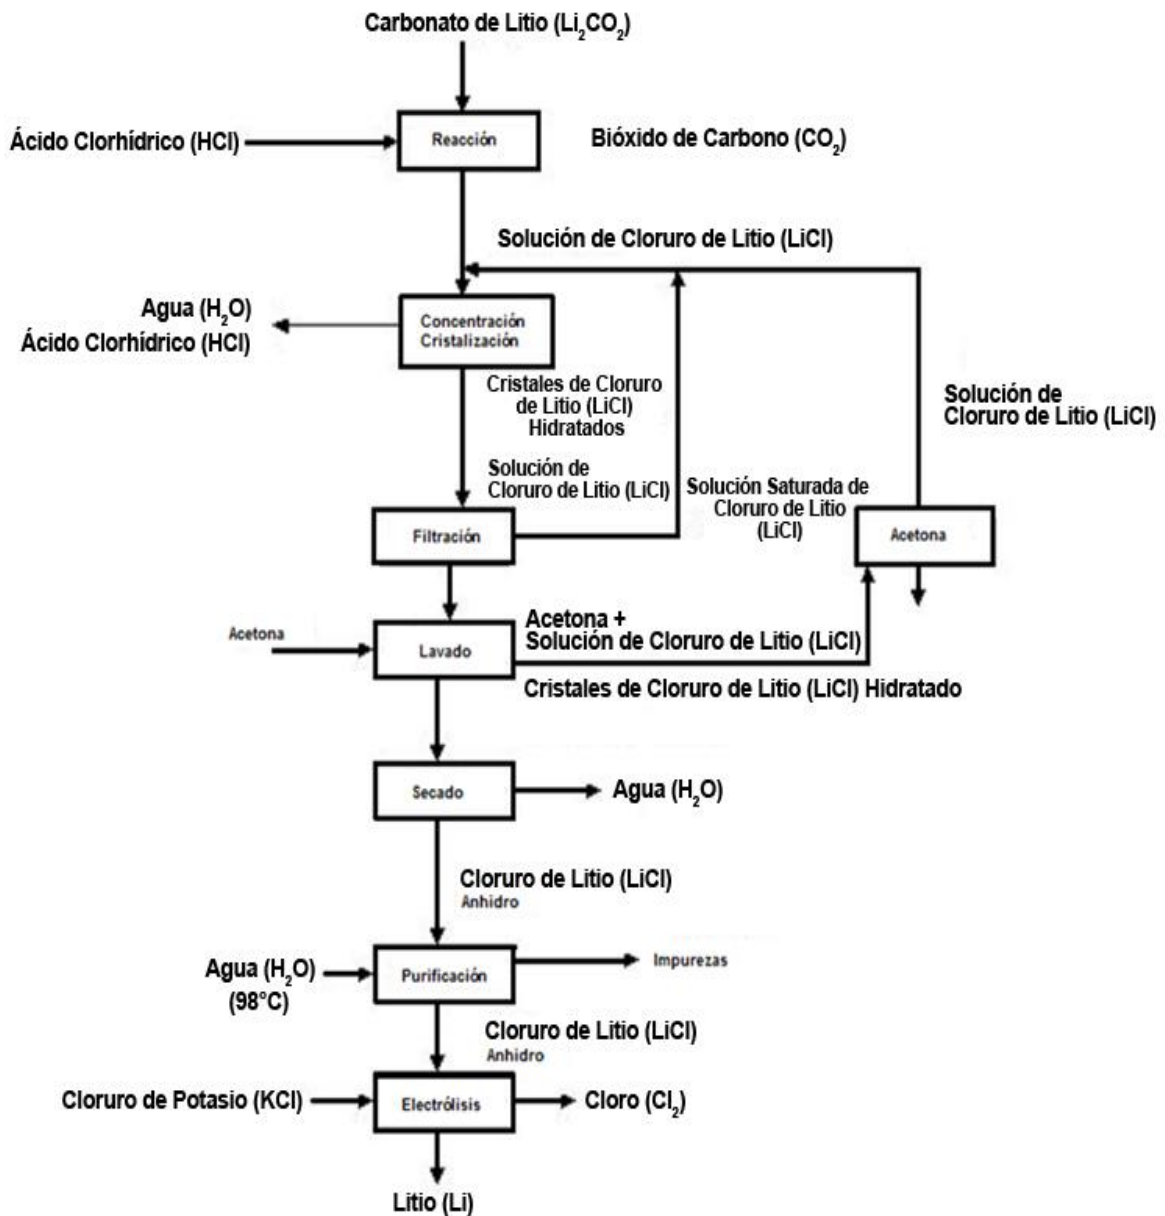 Carbonato de Litio (Li₂CO₂)
Ácido Clorhídrico (HCl)
Reacción
Bióxido de Carbono (CO₂)
Solución de Cloruro de Litio (LiCl)
Agua (H₂O)
Ácido Clorhídrico (HCl)
Concentración
Cristalización
Cristales de Cloruro
de Litio (LiCl)
Hidratados
Solución de
Cloruro de Litio (LiCl)
Solución de
Cloruro de Litio (LiCl)
Solución Saturada de
Cloruro de Litio
(LiCl)
Filtración
Acetona
Acetona
Lavado
Acetona +
Solución de Cloruro de Litio (LiCl)
Cristales de Cloruro de Litio (LiCl) Hidratado
Secado
Agua (H₂O)
Cloruro de Litio (LiCl)
Anhidro
Agua (H₂O)
(98°C)
Purificación
Impurezas
Cloruro de Litio (LiCl)
Anhidro
Cloruro de Potasio (KCl)
Electrólisis
Cloro (Cl₂)
Litio (Li)